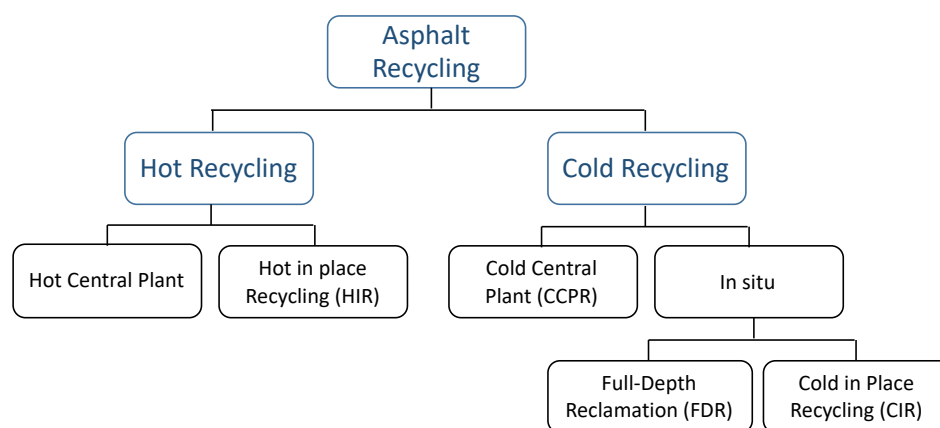 Asphalt
Recycling
Hot Recycling
Cold Recycling
Hot Central Plant
Hot in place
Recycling (HIR)
Cold Central
Plant (CCPR)
In situ
Full-Depth
Reclamation (FDR)
Cold in Place
Recycling (CIR)